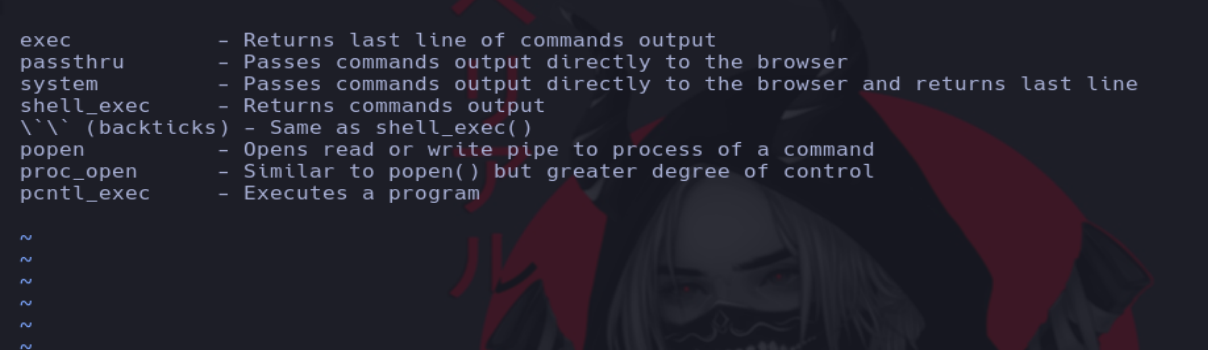 exec           - Returns last line of commands output
passthru       - Passes commands output directly to the browser
system         - Passes commands output directly to the browser and returns last line
shell_exec     - Returns commands output
\`\` (backticks) - Same as shell_exec()
popen          - Opens read or write pipe to process of a command
proc_open      - Similar to popen() but greater degree of control
pcntl_exec     - Executes a program
~
~
~
~
~
~